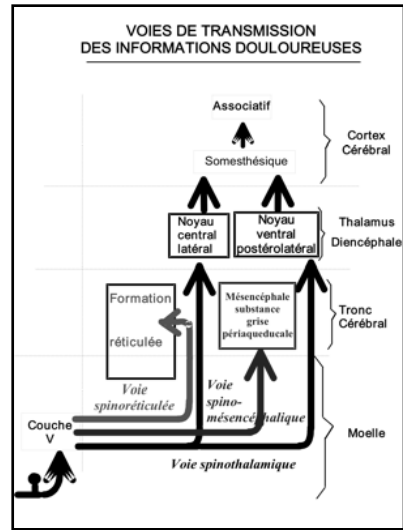 VOIES DE TRANSMISSION
DES INFORMATIONS DOULOUREUSES
Associatif
Cortex
Cérébral
Somesthésique
Noyau
central
latéral
Noyau
ventral
postérolatéral
Thalamus
Diencéphale
Formation
réticulée
Mésencéphale
substance
grise
périaqueducale
Tronc
Cérébral
Voie
spinoréticulée
Voie
spino-
mésencéphalique
Couche
V
Moelle
Voie spinothalamique